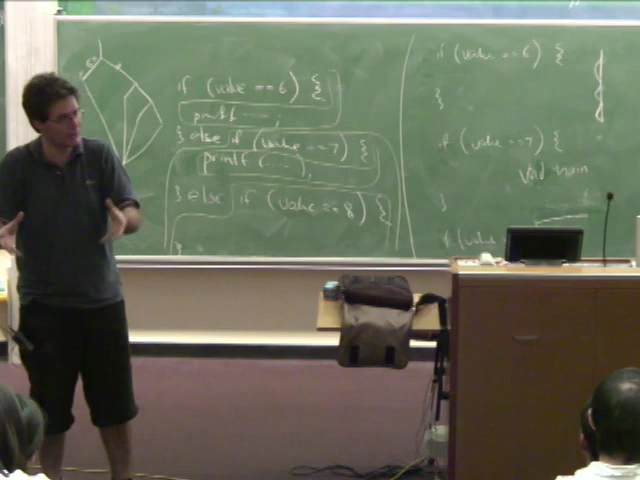 if (value == 6) {
printf ...... ;
} else if (value == 7) {
printf (....),
} else if (value == 8) {
}
if (value == 6) {
}
if (value == 7) {
void main
}
if (value